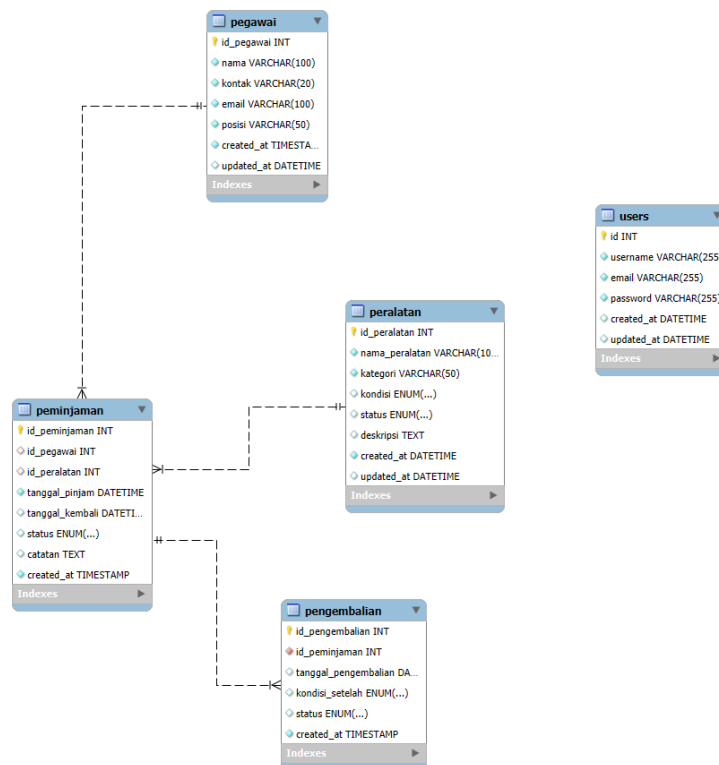 pegawai
id_pegawai INT
nama VARCHAR(100)
kontak VARCHAR(20)
email VARCHAR(100)
posisi VARCHAR(50)
created_at TIMESTA...
updated_at DATETIME
Indexes
users
id INT
username VARCHAR(255
email VARCHAR(255)
password VARCHAR(255)
created_at DATETIME
updated_at DATETIME
Indexes
peralatan
id_peralatan INT
nama_peralatan VARCHAR(10...
kategori VARCHAR(50)
kondisi ENUM(...)
status ENUM(...)
deskripsi TEXT
created_at DATETIME
updated_at DATETIME
Indexes
peminjaman
id_peminjaman INT
id_pegawai INT
id_peralatan INT
tanggal_pinjam DATETIME
tanggal_kembali DATETI...
status ENUM(...)
catatan TEXT
created_at TIMESTAMP
Indexes
pengembalian
id_pengembalian INT
id_peminjaman INT
tanggal_pengembalian DA...
kondisi_setelah ENUM(...)
status ENUM(...)
created_at TIMESTAMP
Indexes